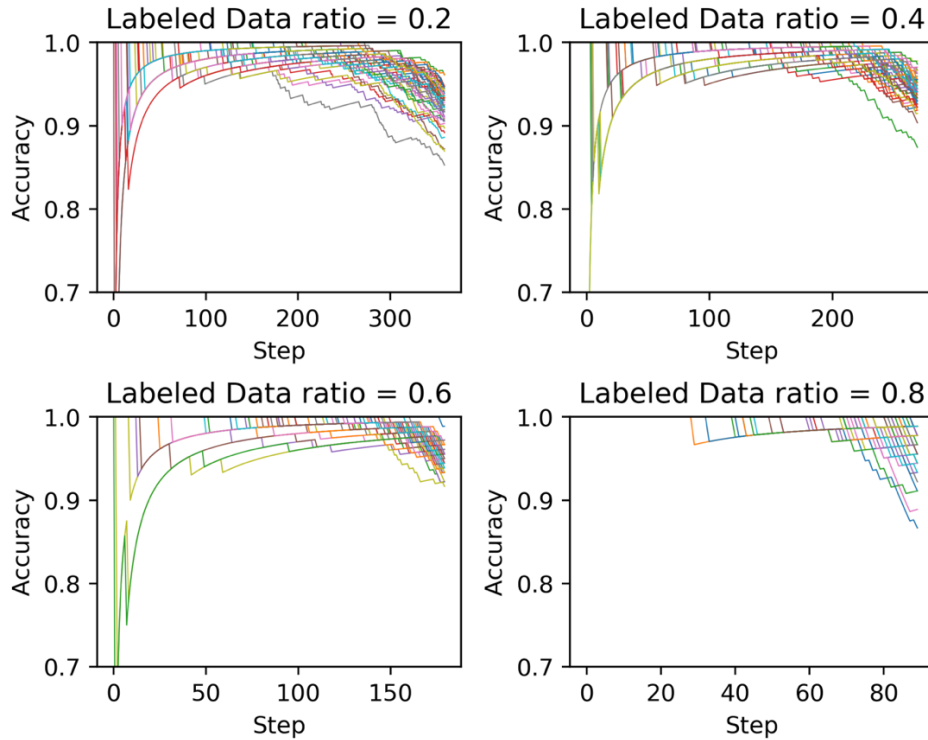 Labeled Data ratio = 0.2
1.0
0.9
0.8
0.7
Accuracy
0 100 200 300
Step
Labeled Data ratio = 0.4
1.0
0.9
0.8
0.7
Accuracy
0 100 200
Step
Labeled Data ratio = 0.6
1.0
0.9
0.8
0.7
Accuracy
0 50 100 150
Step
Labeled Data ratio = 0.8
1.0
0.9
0.8
0.7
Accuracy
0 20 40 60 80
Step